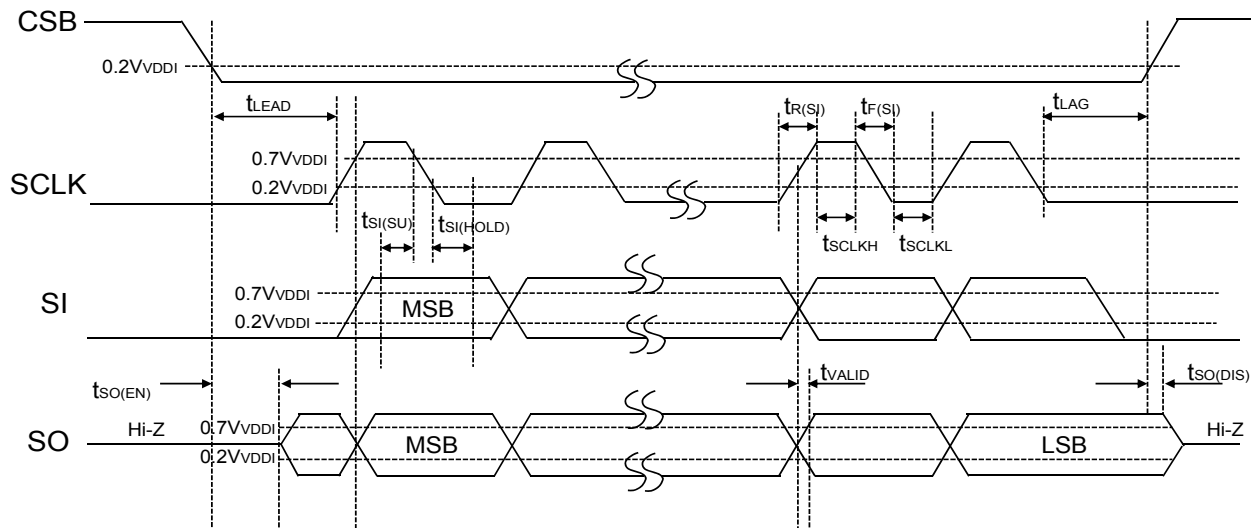 CSB
0.2VVDDI
tLEAD
tR(SI)
tF(SI)
tLAG
0.7VVDDI
SCLK
0.2VVDDI
tSI(SU)
tSI(HOLD)
tSCLKH
tSCLKL
0.7VVDDI
SI
MSB
0.2VVDDI
tSO(EN)
tVALID
tSO(DIS)
Hi-Z
0.7VVDDI
SO
MSB
LSB
Hi-Z
0.2VVDDI